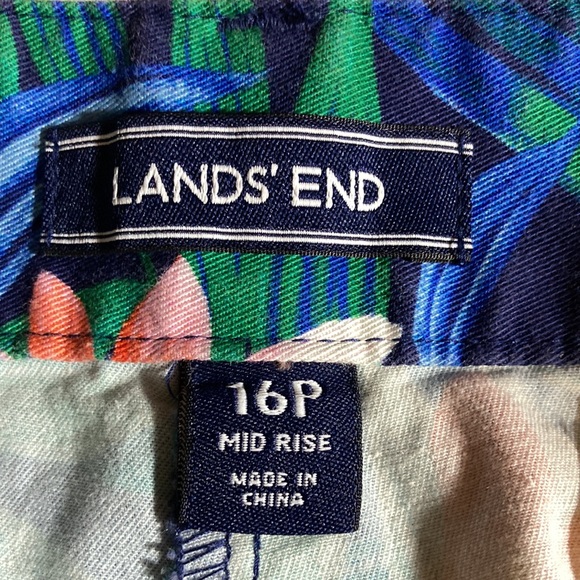 LANDS' END
16P
MID RISE
MADE IN
CHINA